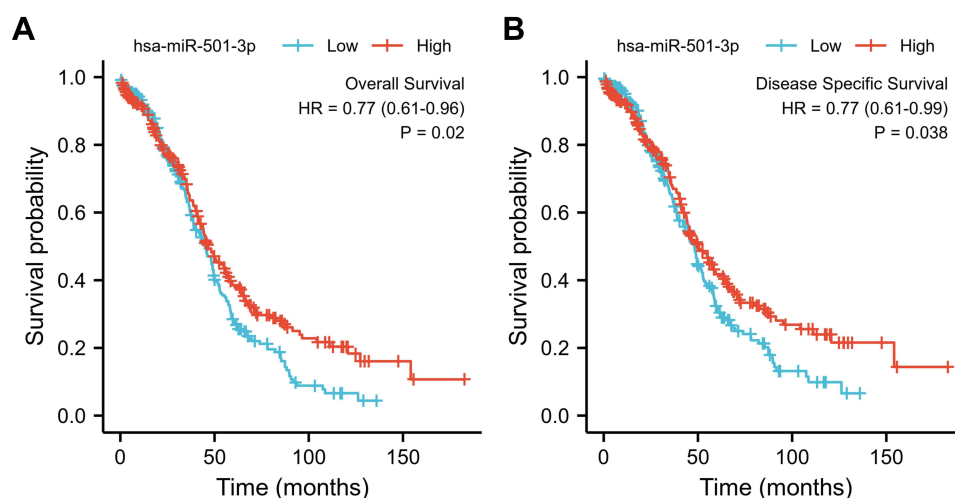 A
hsa-miR-501-3p Low High
Overall Survival
HR = 0.77 (0.61-0.96)
P = 0.02
Survival probability
1.0
0.8
0.6
0.4
0.2
0.0
0 50 100 150
Time (months)
B
hsa-miR-501-3p Low High
Disease Specific Survival
HR = 0.77 (0.61-0.99)
P = 0.038
Survival probability
1.0
0.8
0.6
0.4
0.2
0.0
0 50 100 150
Time (months)